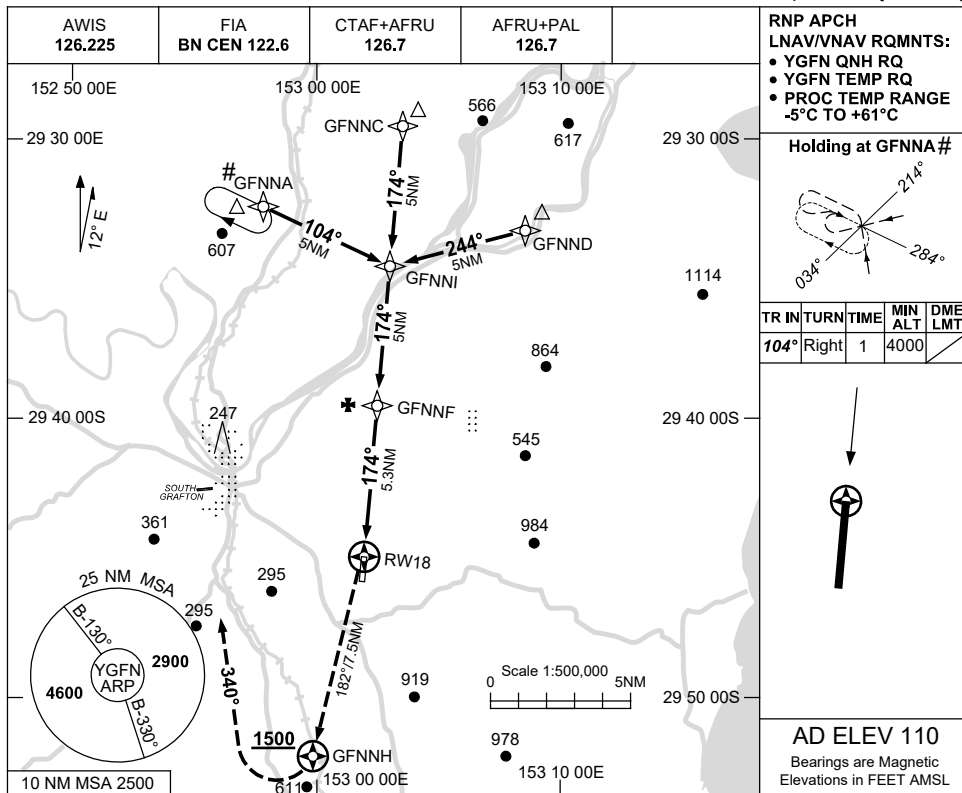 AWIS
126.225
FIA
BN CEN 122.6
CTAF+AFRU
126.7
AFRU+PAL
126.7
RNP APCH
LNAV/VNAV RQMNTS:
• YGFN QNH RQ
• YGFN TEMP RQ
• PROC TEMP RANGE
-5°C TO +61°C
152 50 00E
153 00 00E
153 10 00E
566
GFNNC
617
29 30 00E
29 30 00S
Holding at GFNNA #
214°
284°
034°
# GFNNA
174°
5NM
12° E
607
104°
5NM
244°
5NM
GFNND
GFNNI
1114
TR IN
TURN
TIME
MIN ALT
DME LMT
104°
Right
1
4000
174°
5NM
864
GFNNF
29 40 00S
29 40 00S
247
545
SOUTH
GRAFTON
174°
5.3NM
361
984
RW18
25 NM MSA
295
295
B-130°
YGFN
ARP
2900
4600
B-330°
340°
182°/7.5NM
919
Scale 1:500,000
0
5NM
29 50 00S
1500
GFNNH
978
153 00 00E
153 10 00E
611
10 NM MSA 2500
AD ELEV 110
Bearings are Magnetic
Elevations in FEET AMSL